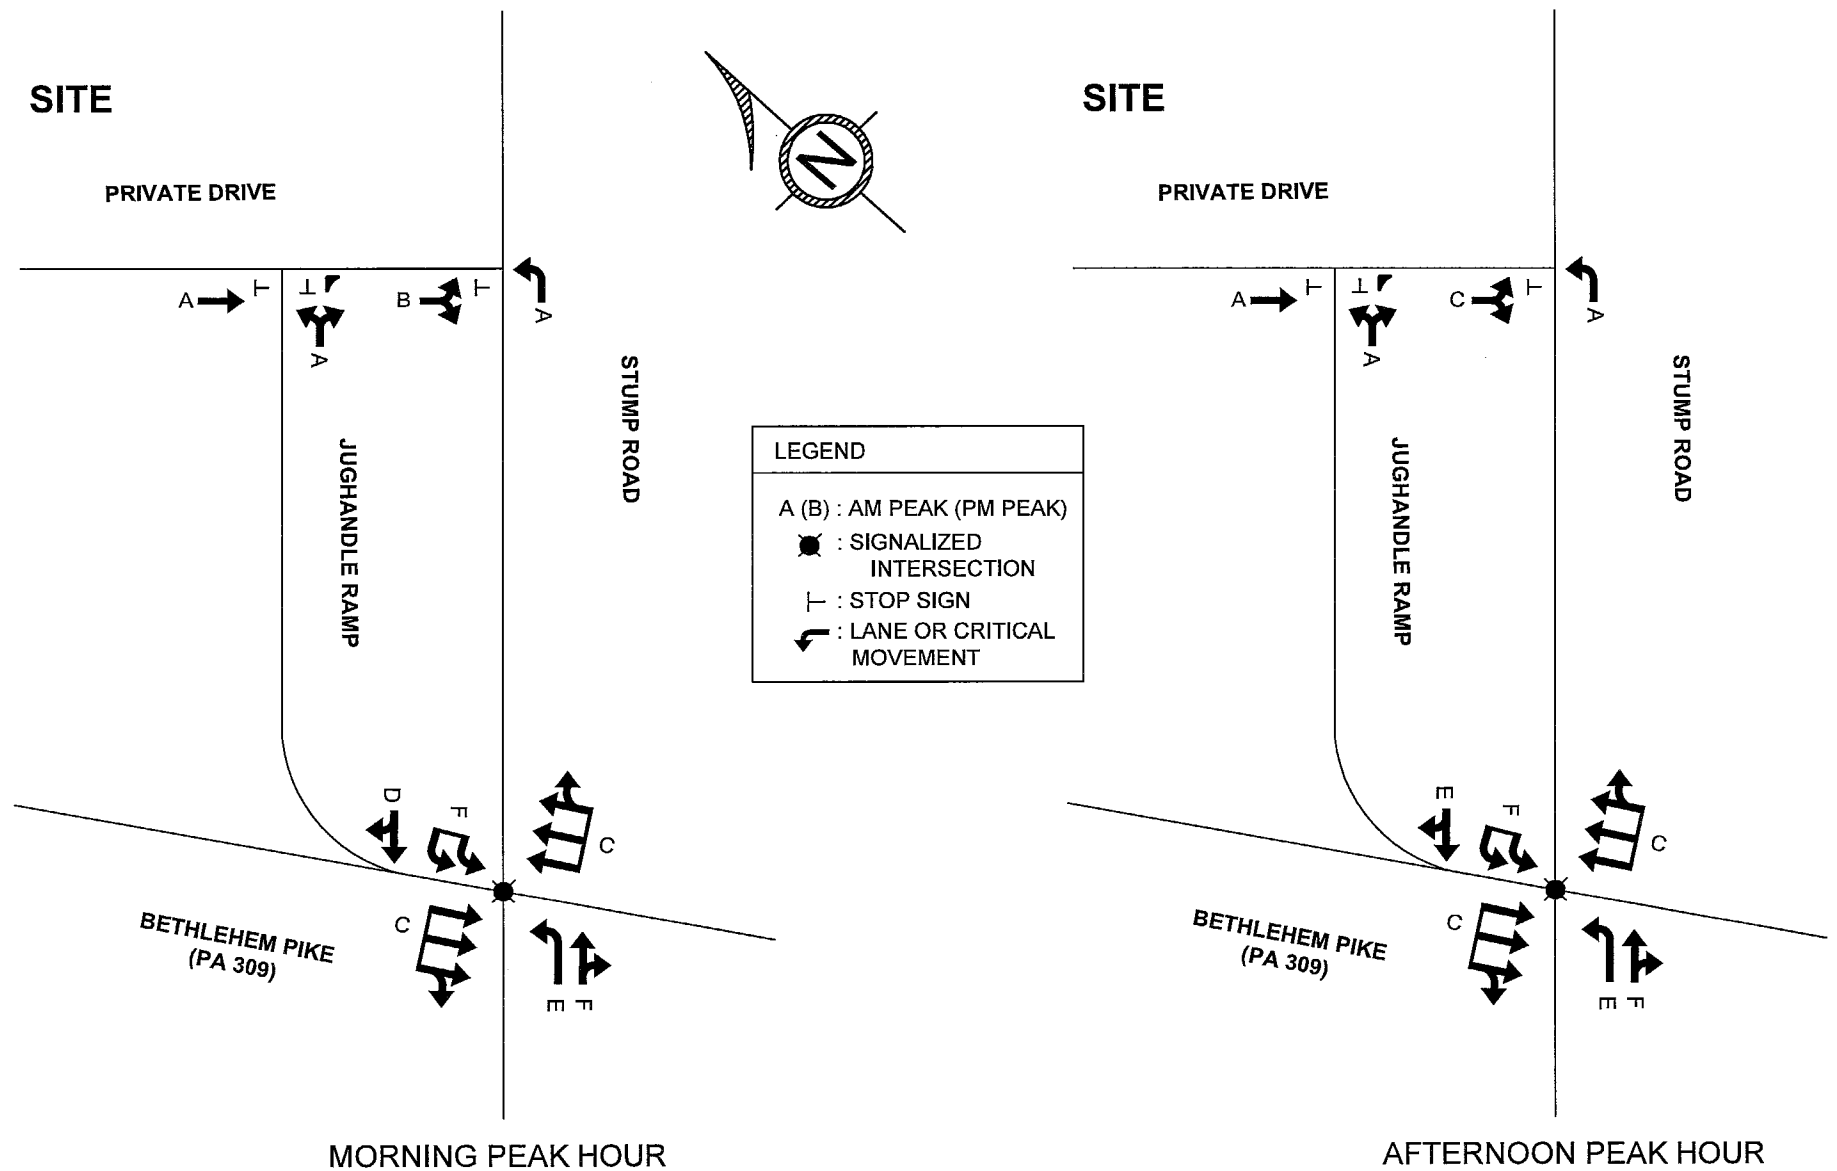 SITE
PRIVATE DRIVE
A
A
B
A
STUMP ROAD
JUGHANDLE RAMP
D
F
C
C
E
F
BETHLEHEM PIKE
(PA 309)
MORNING PEAK HOUR
N
LEGEND
A (B) : AM PEAK (PM PEAK)
: SIGNALIZED
INTERSECTION
: STOP SIGN
: LANE OR CRITICAL
MOVEMENT
SITE
PRIVATE DRIVE
A
A
C
A
STUMP ROAD
JUGHANDLE RAMP
E
F
C
C
E
F
BETHLEHEM PIKE
(PA 309)
AFTERNOON PEAK HOUR